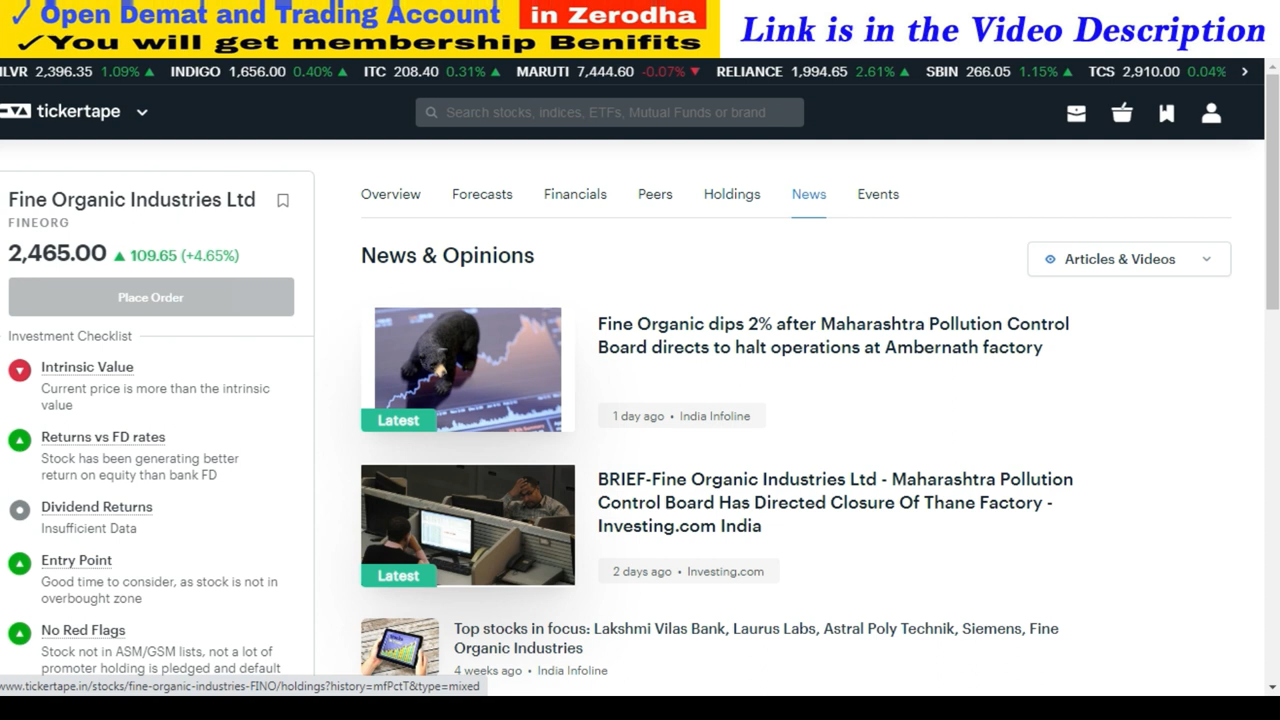 ✓ Open Demat and Trading Account in Zerodha
✓You will get membership Benifits
Link is in the Video Description
ILVR 2,396.35 1.09% ▲ INDIGO 1,656.00 0.40% ▲ ITC 208.40 0.31% ▲ MARUTI 7,444.60 -0.07% ▼ RELIANCE 1,994.65 2.61% ▲ SBIN 266.05 1.15% ▲ TCS 2,910.00 0.04%
tickertape
Search stocks, indices, ETFs, Mutual Funds or brand
Fine Organic Industries Ltd
FINEORG
2,465.00 ▲ 109.65 (+4.65%)
Place Order
Investment Checklist
Intrinsic Value
Current price is more than the intrinsic
value
Returns vs FD rates
Stock has been generating better
return on equity than bank FD
Dividend Returns
Insufficient Data
Entry Point
Good time to consider, as stock is not in
overbought zone
No Red Flags
Stock not in ASM/GSM lists, not a lot of
promoter holding is pledged and default
Overview Forecasts Financials Peers Holdings News Events
News & Opinions
Articles & Videos
Fine Organic dips 2% after Maharashtra Pollution Control
Board directs to halt operations at Ambernath factory
Latest
1 day ago • India Infoline
BRIEF-Fine Organic Industries Ltd - Maharashtra Pollution
Control Board Has Directed Closure Of Thane Factory -
Investing.com India
Latest
2 days ago • Investing.com
Top stocks in focus: Lakshmi Vilas Bank, Laurus Labs, Astral Poly Technik, Siemens, Fine
Organic Industries
4 weeks ago • India Infoline
www.tickertape.in/stocks/fine-organic-industries-FINO/holdings?history=mfPctT&type=mixed